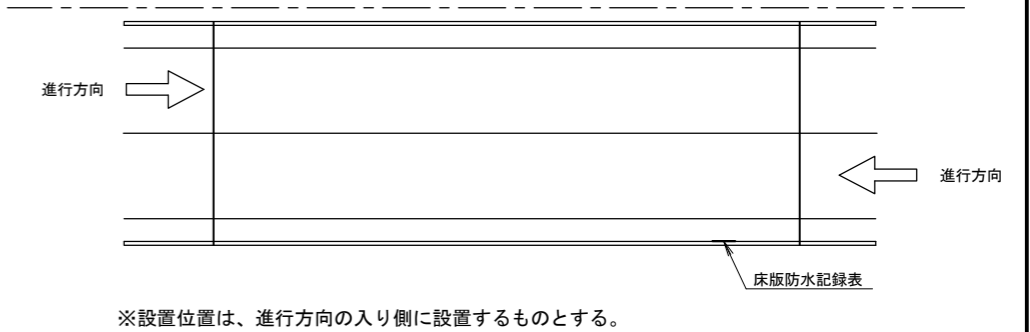 進行方向
進行方向
床版防水記録表
※設置位置は、進行方向の入り側に設置するものとする。